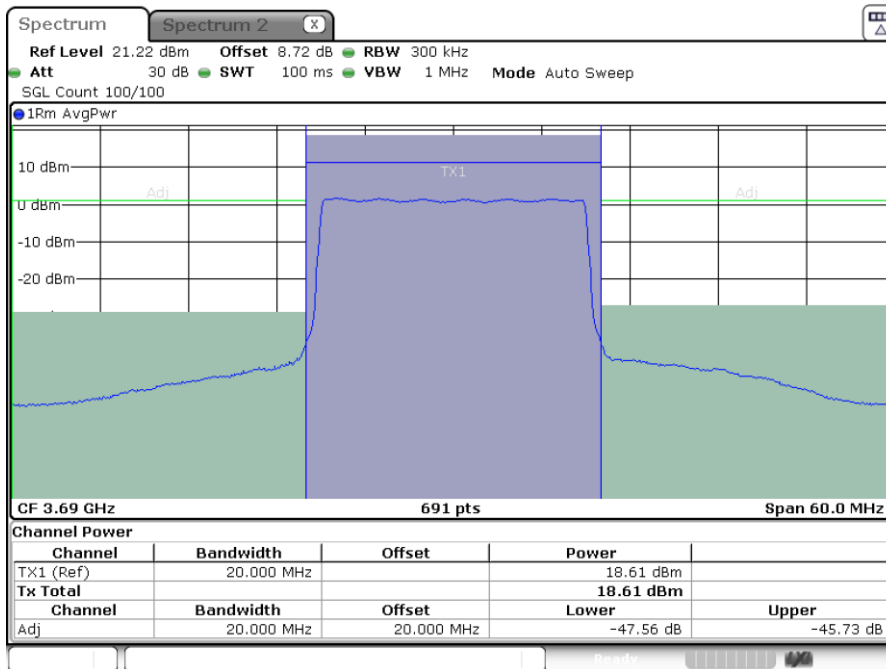 Spectrum Spectrum 2 X
Ref Level 21.22 dBm Offset 8.72 dB RBW 300 kHz
Att 30 dB SWT 100 ms VBW 1 MHz Mode Auto Sweep
SGL Count 100/100
1Rm AvgPwr
10 dBm
TX1
Adj Adj
0 dBm
-10 dBm
-20 dBm
CF 3.69 GHz 691 pts Span 60.0 MHz
Channel Power
Channel Bandwidth Offset Power
TX1 (Ref) 20.000 MHz 18.61 dBm
Tx Total 18.61 dBm
Channel Bandwidth Offset Lower Upper
Adj 20.000 MHz 20.000 MHz -47.56 dB -45.73 dB
Ready